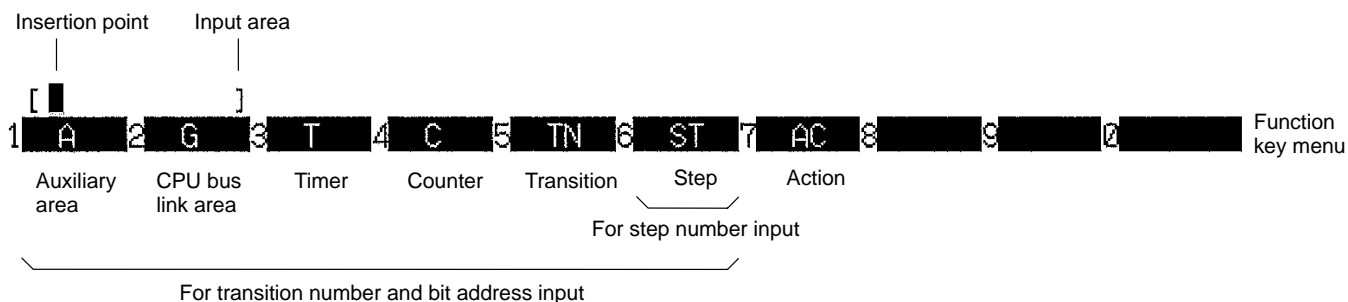 Insertion point Input area
[ ]
1 A 2 G 3 T 4 C 5 TN 6 ST 7 AC 8 9 0
Function key menu
Auxiliary area
CPU bus link area
Timer
Counter
Transition
Step
Action
For step number input
For transition number and bit address input